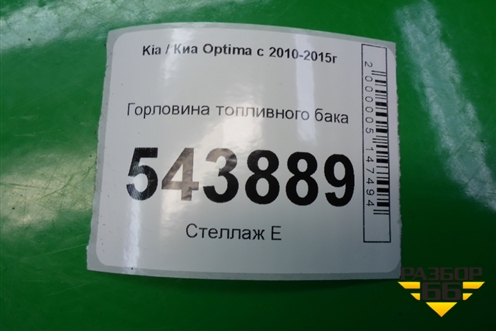 Kia / Киа Optima с 2010-2015г
Горловина топливного бака
543889
Стеллаж Е
2000005147494
РАЗБОР
66